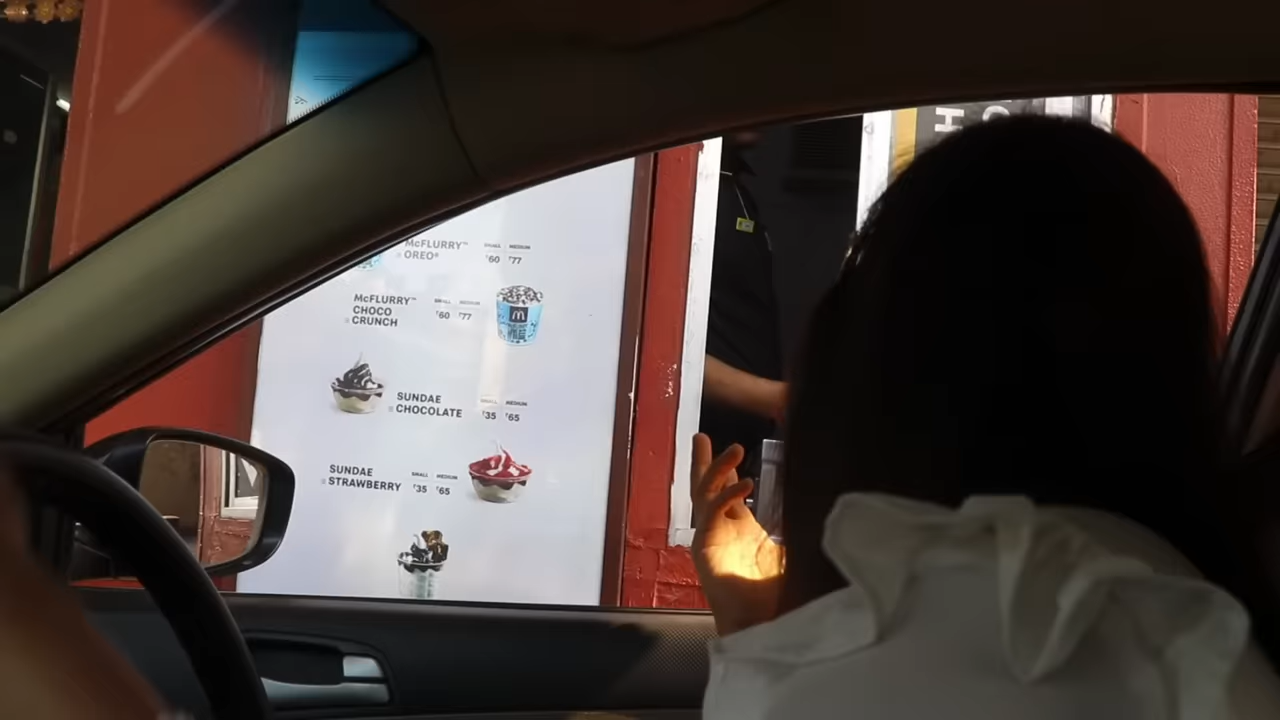 McFLURRY™
OREO®
SMALL MEDIUM
₹60 ₹77
McFLURRY™
CHOCO
CRUNCH
SMALL MEDIUM
₹60 ₹77
SUNDAE
CHOCOLATE
SMALL MEDIUM
₹35 ₹65
SUNDAE
STRAWBERRY
SMALL MEDIUM
₹35 ₹65
H